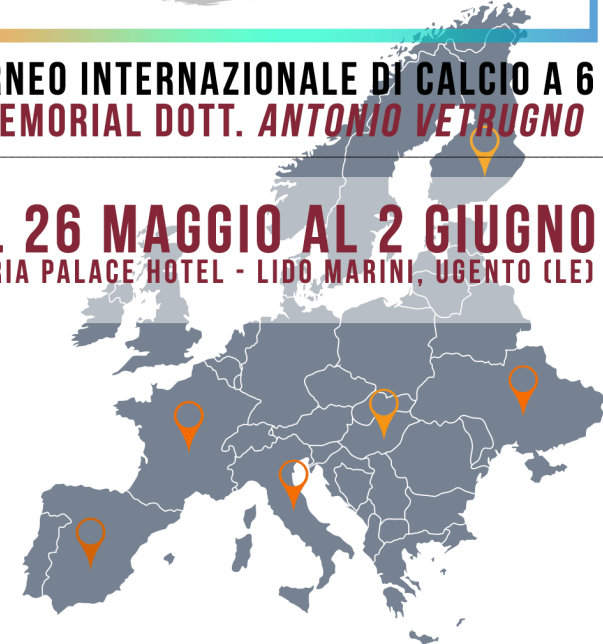 RNEO INTERNAZIONALE DI CALCIO A 6
EMORIAL DOTT. ANTONIO VETRUGNO
L 26 MAGGIO AL 2 GIUGNO
RIA PALACE HOTEL - LIDO MARINI, UGENTO (LE)